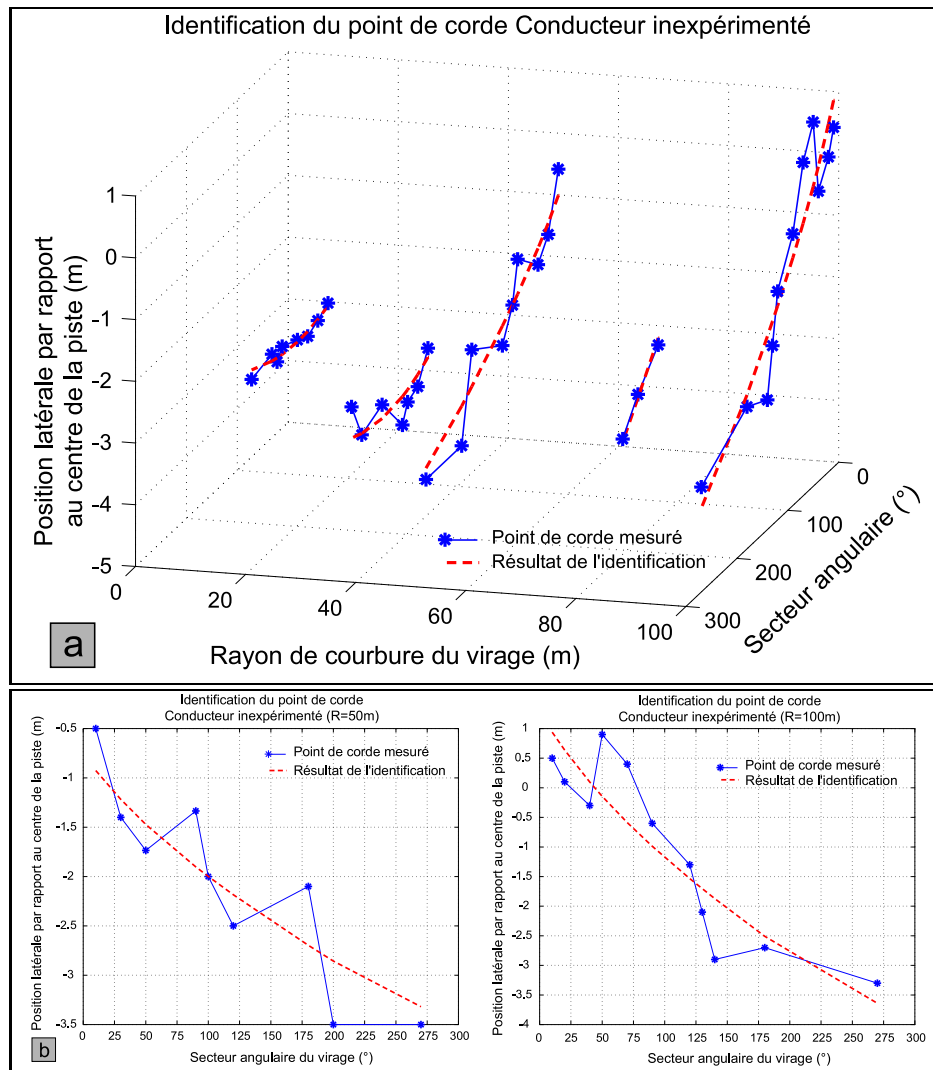 Identification du point de corde Conducteur inexpérimenté
Position latérale par rapport
au centre de la piste (m)
1
0
-1
-2
-3
-4
-5
0
20
40
60
80
100
Rayon de courbure du virage (m)
0
100
200
300
Secteur angulaire (°)
Point de corde mesuré
Résultat de l'identification
a
Identification du point de corde
Conducteur inexpérimenté (R=50m)
Position latérale par rapport au centre de la piste (m)
-0.5
-1
-1.5
-2
-2.5
-3
-3.5
0 25 50 75 100 125 150 175 200 225 250 275 300
Secteur angulaire du virage (°)
Point de corde mesuré
Résultat de l'identification
b
Identification du point de corde
Conducteur inexpérimenté (R=100m)
Position latérale par rapport au centre de la piste (m)
1
0.5
0
-0.5
-1
-1.5
-2
-2.5
-3
-3.5
-4
0 25 50 75 100 125 150 175 200 225 250 275 300
Secteur angulaire du virage (°)
Point de corde mesuré
Résultat de l'identification